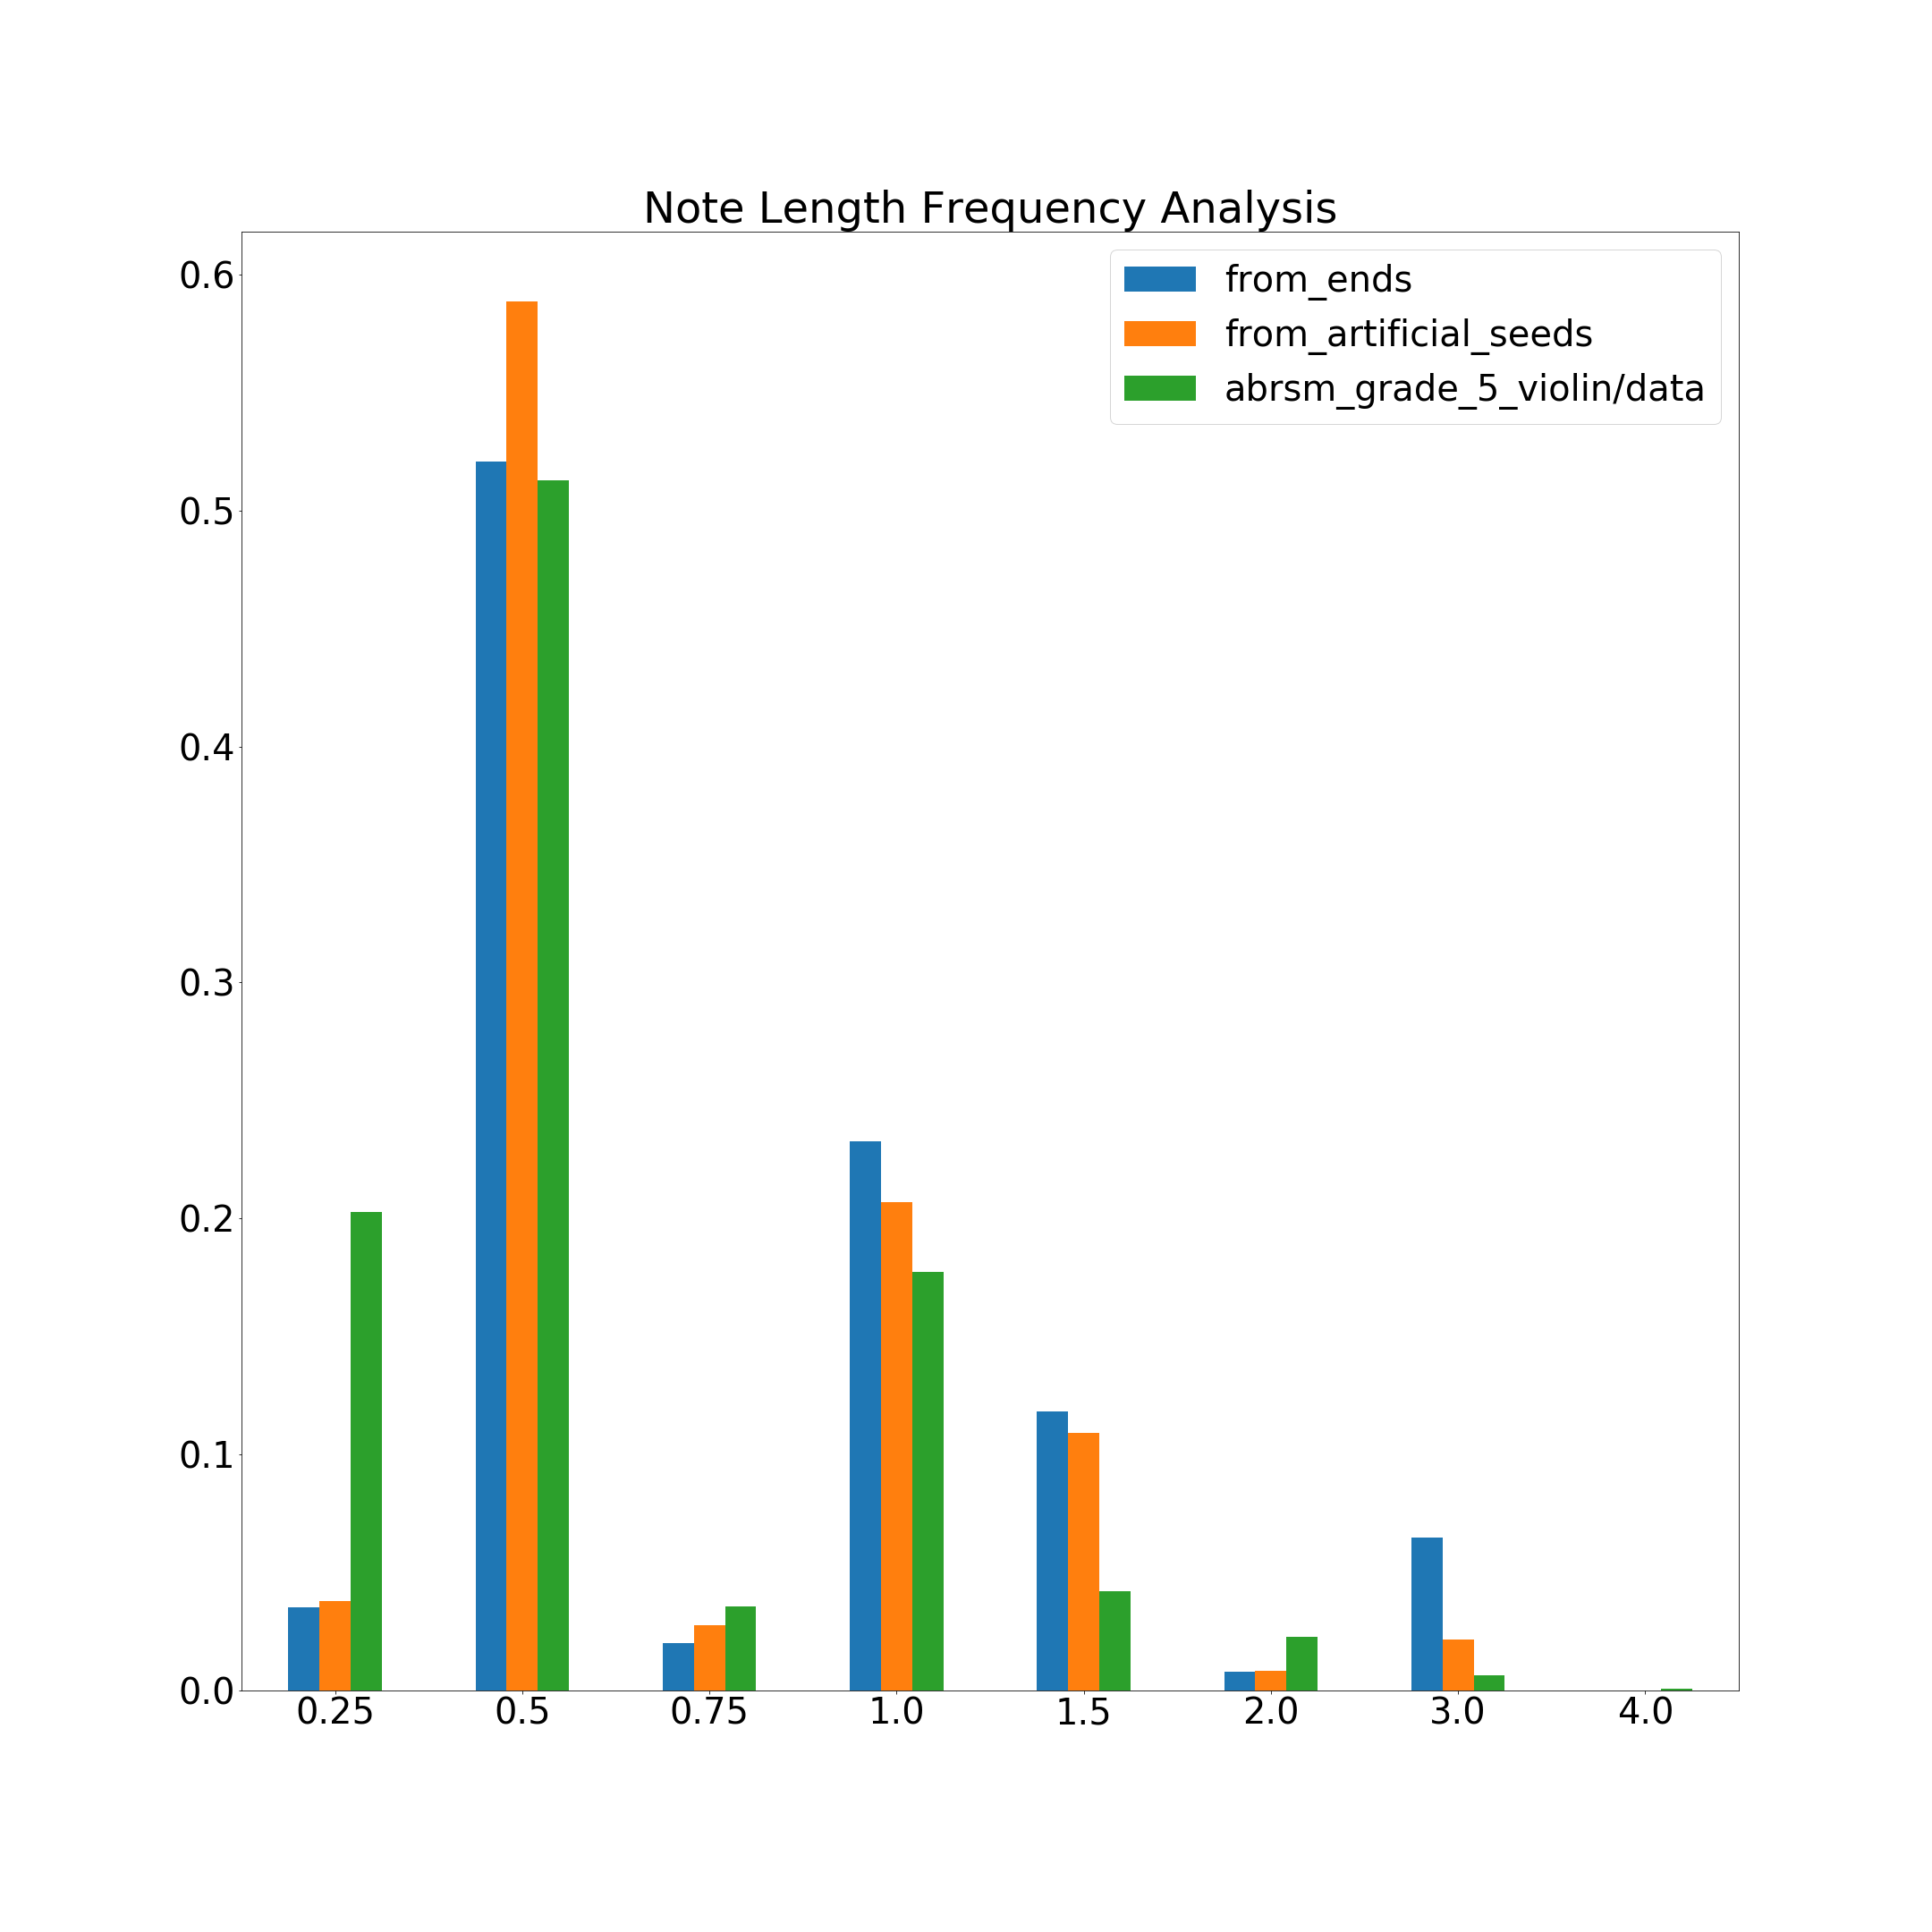 Note Length Frequency Analysis
from_ends
from_artificial_seeds
abrsm_grade_5_violin/data
0.6
0.5
0.4
0.3
0.2
0.1
0.0
0.25 0.5 0.75 1.0 1.5 2.0 3.0 4.0